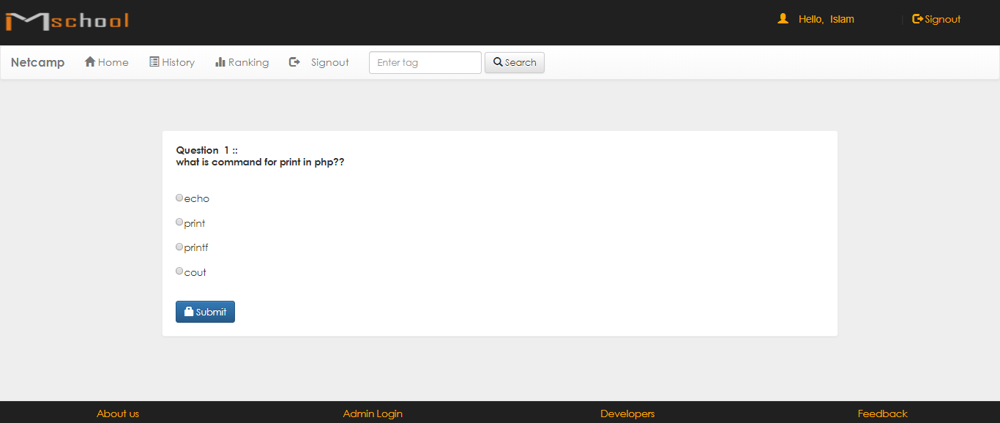 iMschool
Hello, Islam
|
Signout
Netcamp Home History Ranking Signout Enter tag Search
Question 1 ::
what is command for print in php??
echo
print
printf
cout
Submit
About us Admin Login Developers Feedback